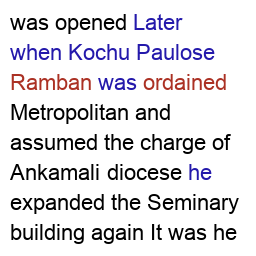 was opened Later
when Kochu Paulose
Ramban was ordained
Metropolitan and
assumed the charge of
Ankamali diocese he
expanded the Seminary
building again It was he